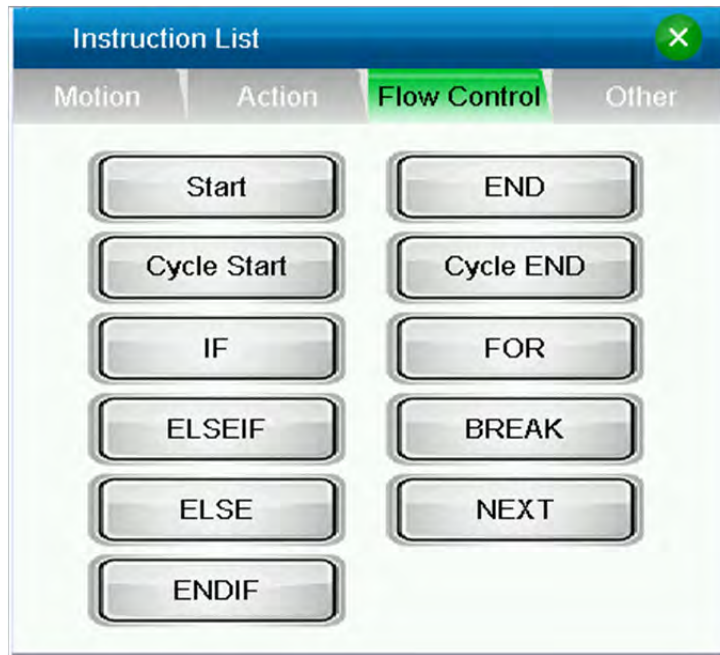 Instruction List
Motion Action Flow Control Other
Start END
Cycle Start Cycle END
IF FOR
ELSEIF BREAK
ELSE NEXT
ENDIF